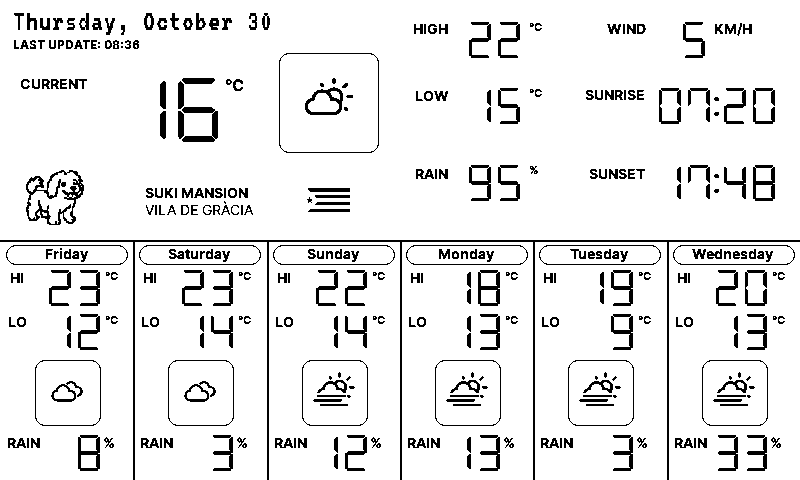 Thursday, October 30
LAST UPDATE: 08:36
CURRENT 16 °C
HIGH 22 °C
LOW 15 °C
RAIN 95 %
WIND 5 KM/H
SUNRISE 07:20
SUNSET 17:48
SUKI MANSION
VILA DE GRÀCIA
Friday
HI 23 °C
LO 12 °C
RAIN 8 %
Saturday
HI 23 °C
LO 14 °C
RAIN 3 %
Sunday
HI 22 °C
LO 14 °C
RAIN 12 %
Monday
HI 18 °C
LO 13 °C
RAIN 13 %
Tuesday
HI 19 °C
LO 9 °C
RAIN 3 %
Wednesday
HI 20 °C
LO 13 °C
RAIN 33 %